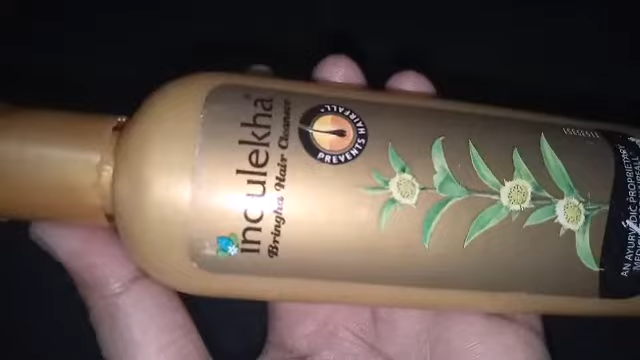 indulekha
Bringha Hair Cleanser
PREVENTS HAIRFALL*
AN AYURVEDIC PROPRIETARY